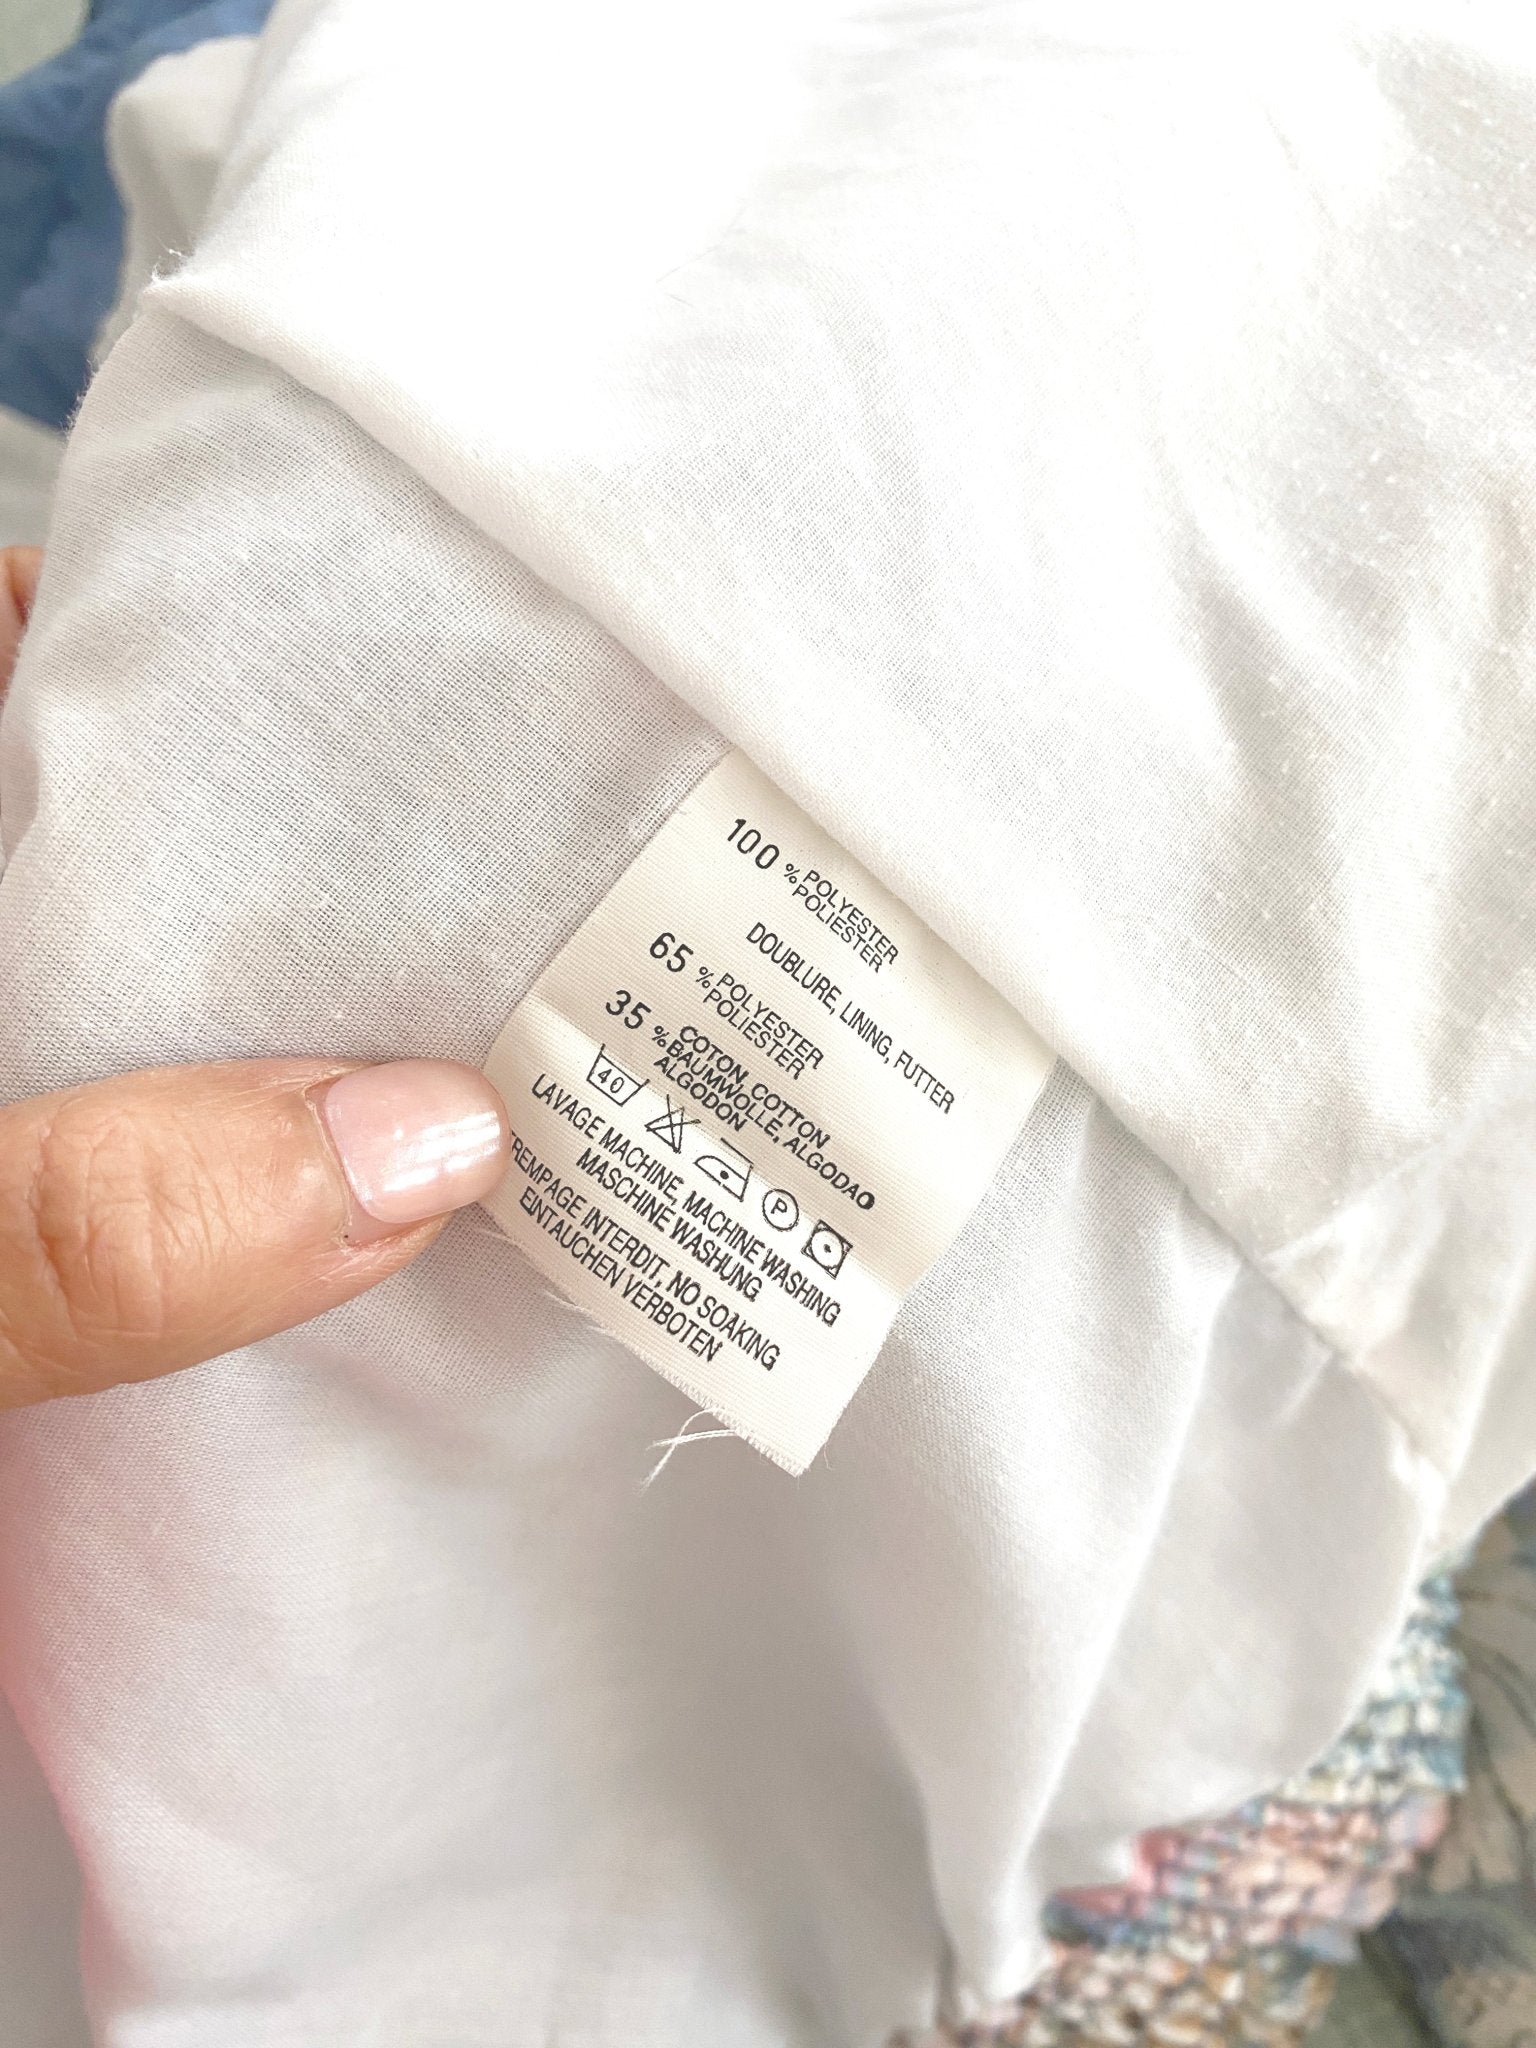 100 % POLYESTER
POLIESTER
DOUBLURE, LINING, FUTTER
65 % POLYESTER
POLIESTER
35 % COTON, COTTON
BAUMWOLLE, ALGODAO
ALGODON
40 P
LAVAGE MACHINE, MACHINE WASHING
MASCHINE WASHUNG
TREMPAGE INTERDIT, NO SOAKING
EINTAUCHEN VERBOTEN